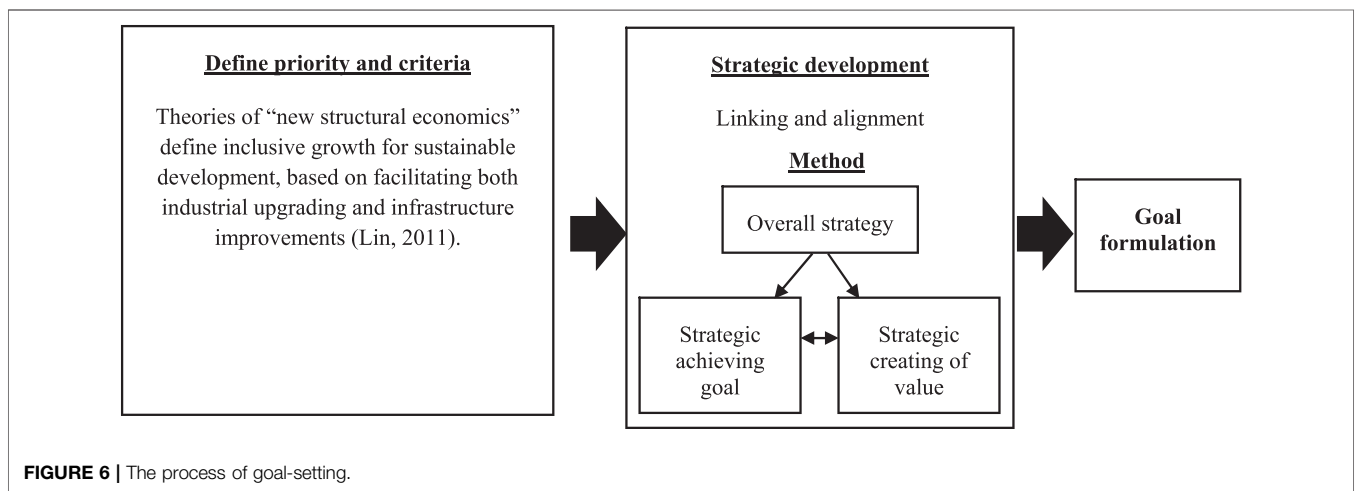 Define priority and criteria
Theories of “new structural economics”
define inclusive growth for sustainable
development, based on facilitating both
industrial upgrading and infrastructure
improvements (Lin, 2011).
Strategic development
Linking and alignment
Method
Overall strategy
Strategic
achieving
goal
Strategic
creating of
value
Goal
formulation
FIGURE 6 | The process of goal-setting.